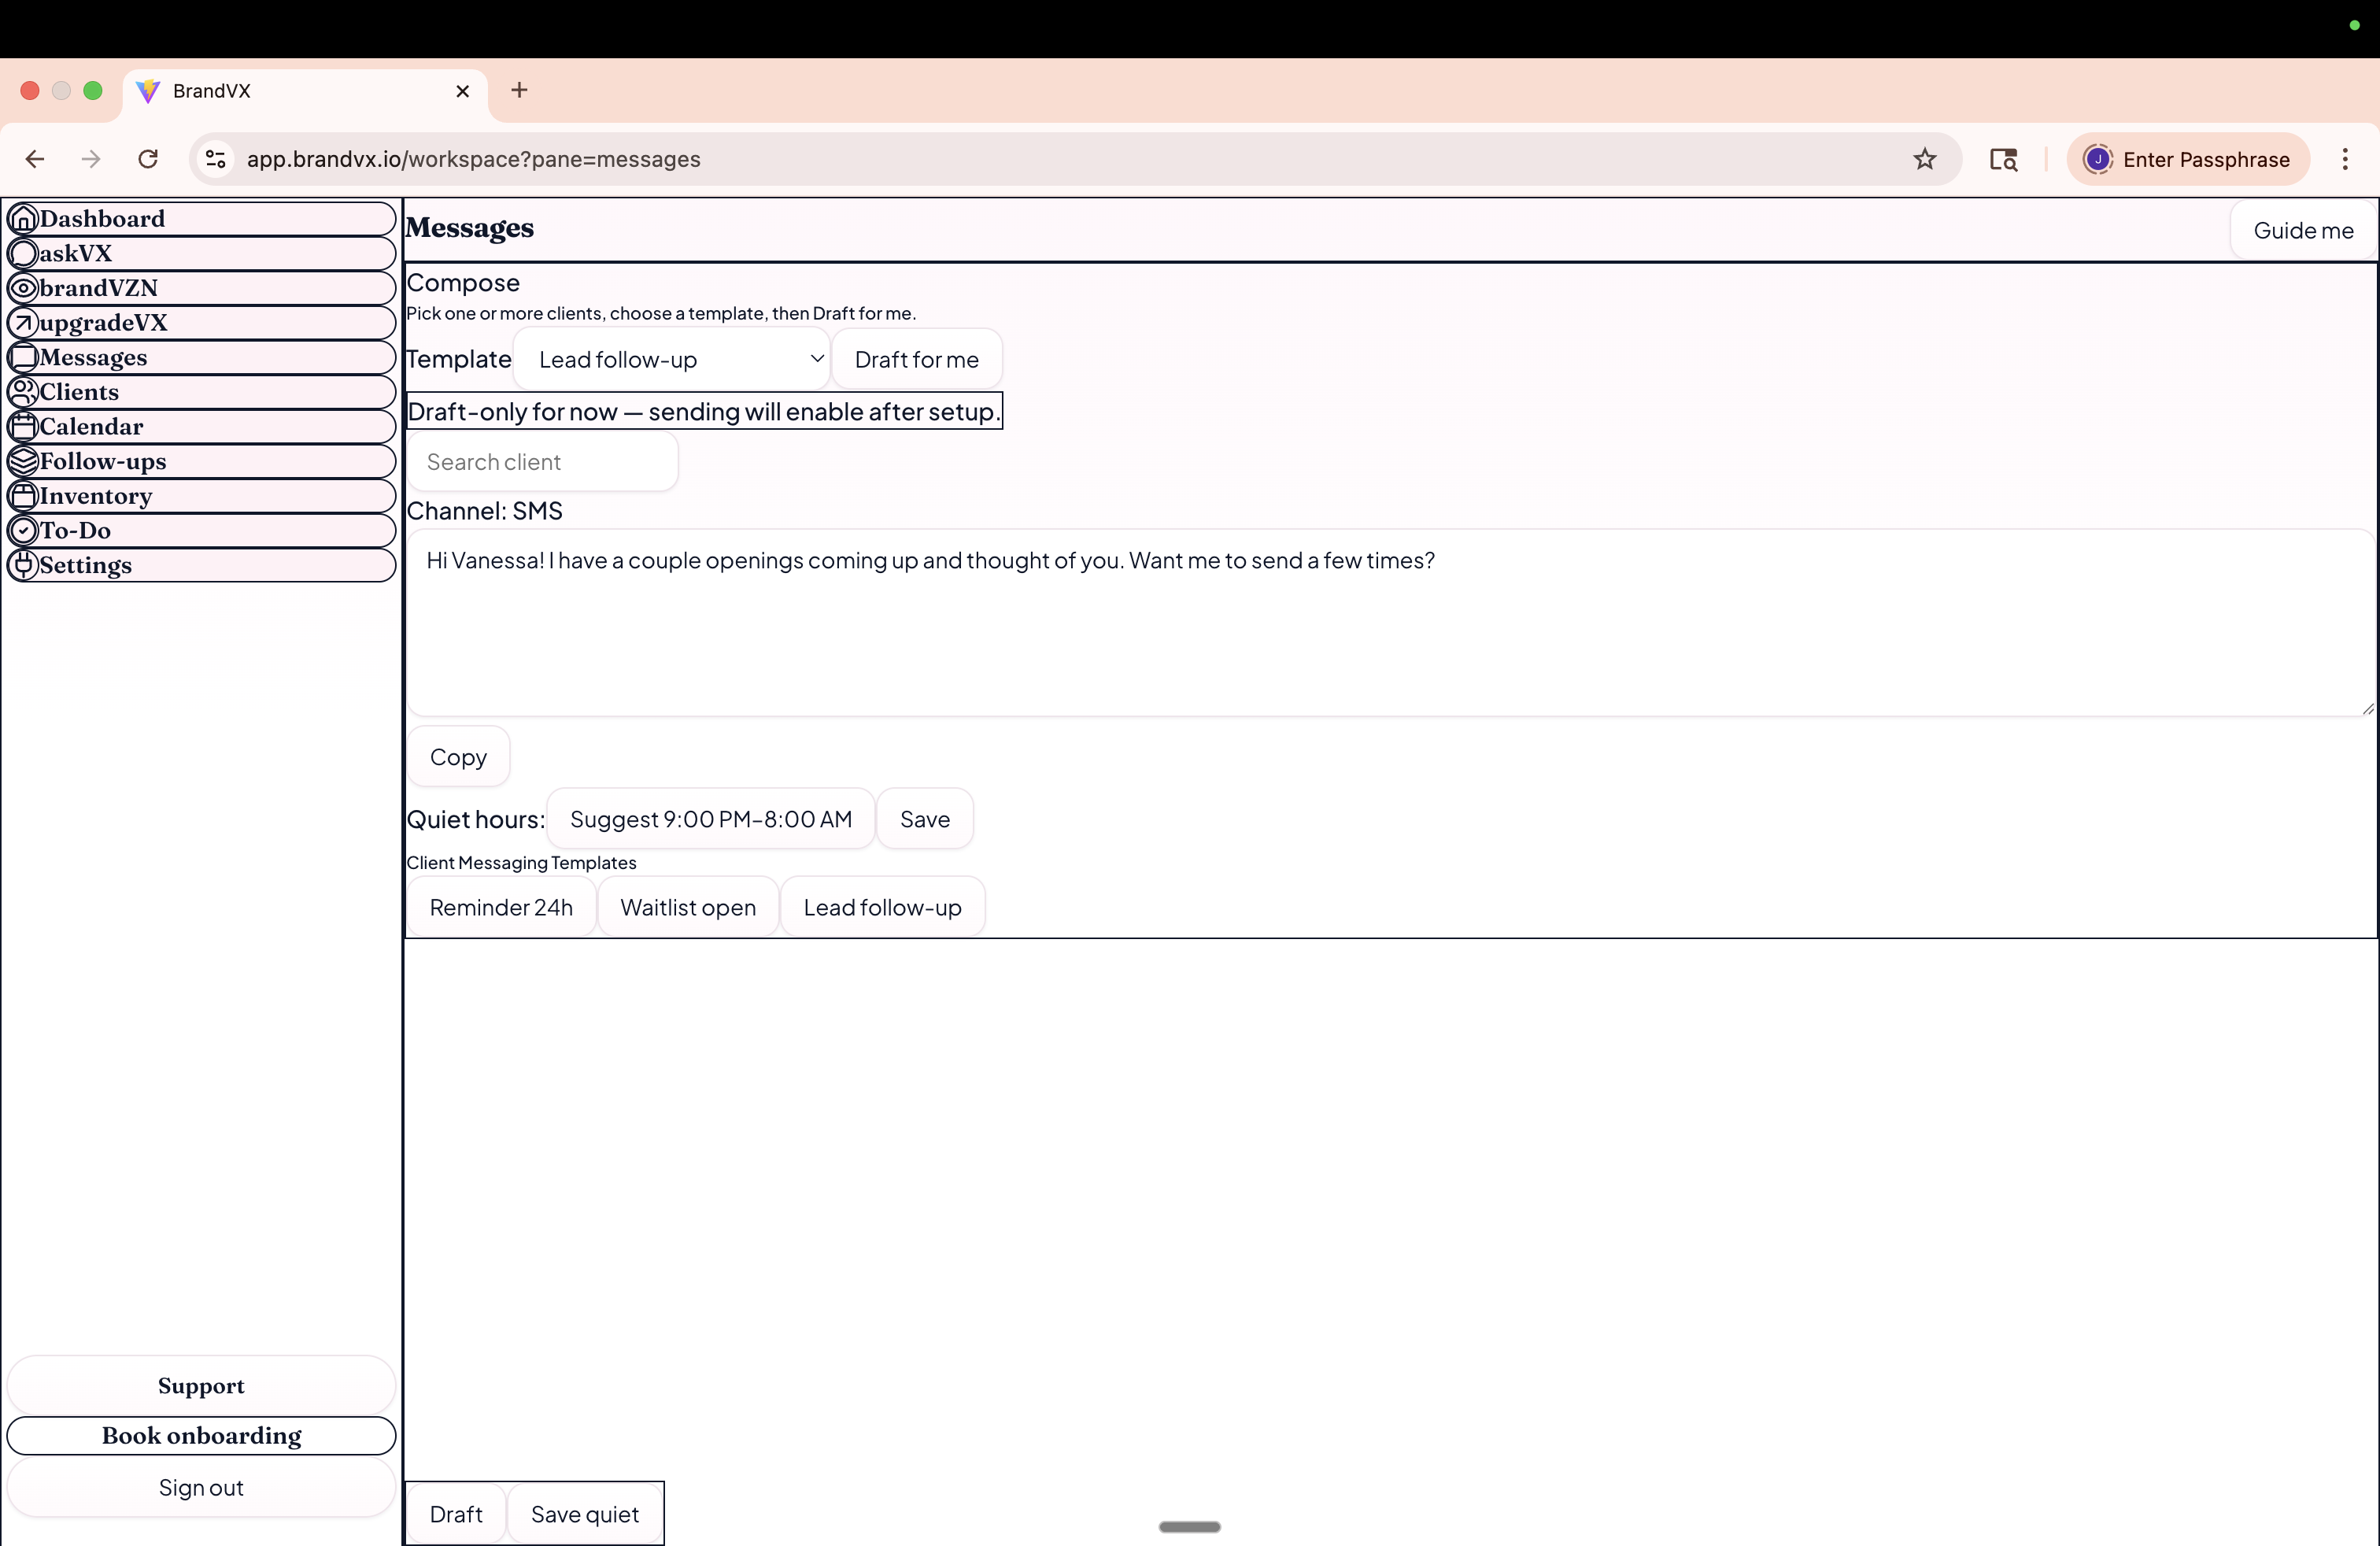 BrandVX
app.brandvx.io/workspace?pane=messages
J
Enter Passphrase
Dashboard
askVX
brandVZN
upgradeVX
Messages
Clients
Calendar
Follow-ups
Inventory
To-Do
Settings
Support
Book onboarding
Sign out
Messages
Guide me
Compose
Pick one or more clients, choose a template, then Draft for me.
Template Lead follow-up Draft for me
Draft-only for now — sending will enable after setup.
Search client
Channel: SMS
Hi Vanessa! I have a couple openings coming up and thought of you. Want me to send a few times?
Copy
Quiet hours: Suggest 9:00 PM–8:00 AM Save
Client Messaging Templates
Reminder 24h Waitlist open Lead follow-up
Draft Save quiet